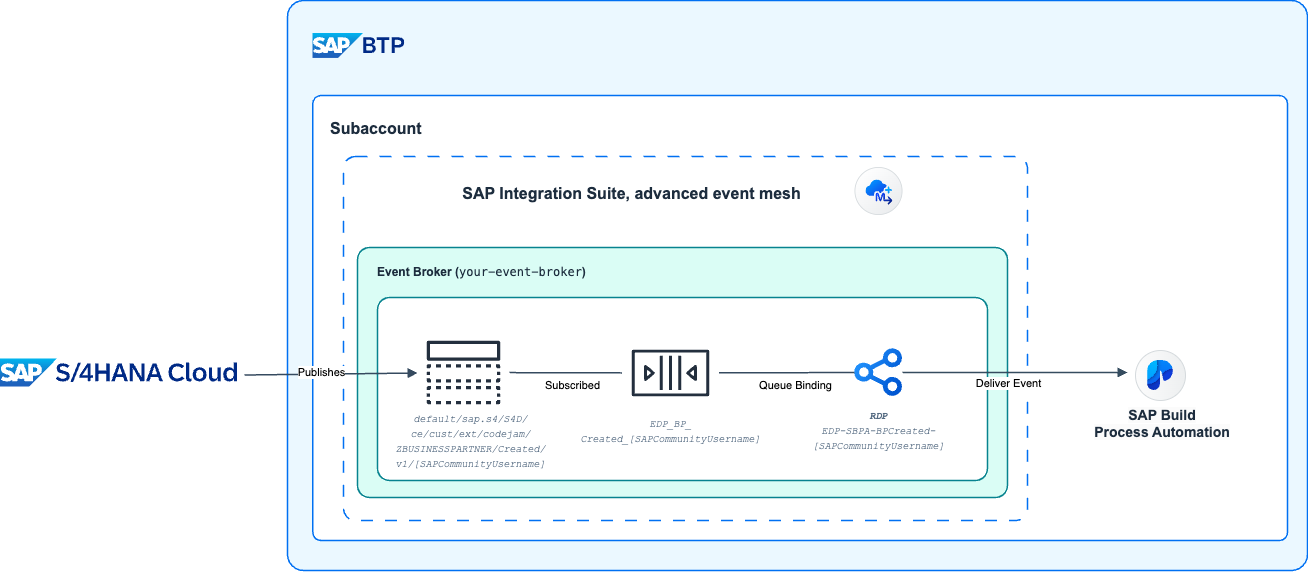 SAP BTP
Subaccount
SAP Integration Suite, advanced event mesh
M
Event Broker (your-event-broker)
SAP S/4HANA Cloud
Publishes
Subscribed
Queue Binding
Deliver Event
default/sap.s4/S4D/
ce/cust/ext/codejam/
ZBUSINESSPARTNER/Created/
v1/[SAPCommunityUsername]
EDP_BP_
Created_[SAPCommunityUsername]
RDP
EDP-SBPA-BPCreated-
[SAPCommunityUsername]
SAP Build
Process Automation